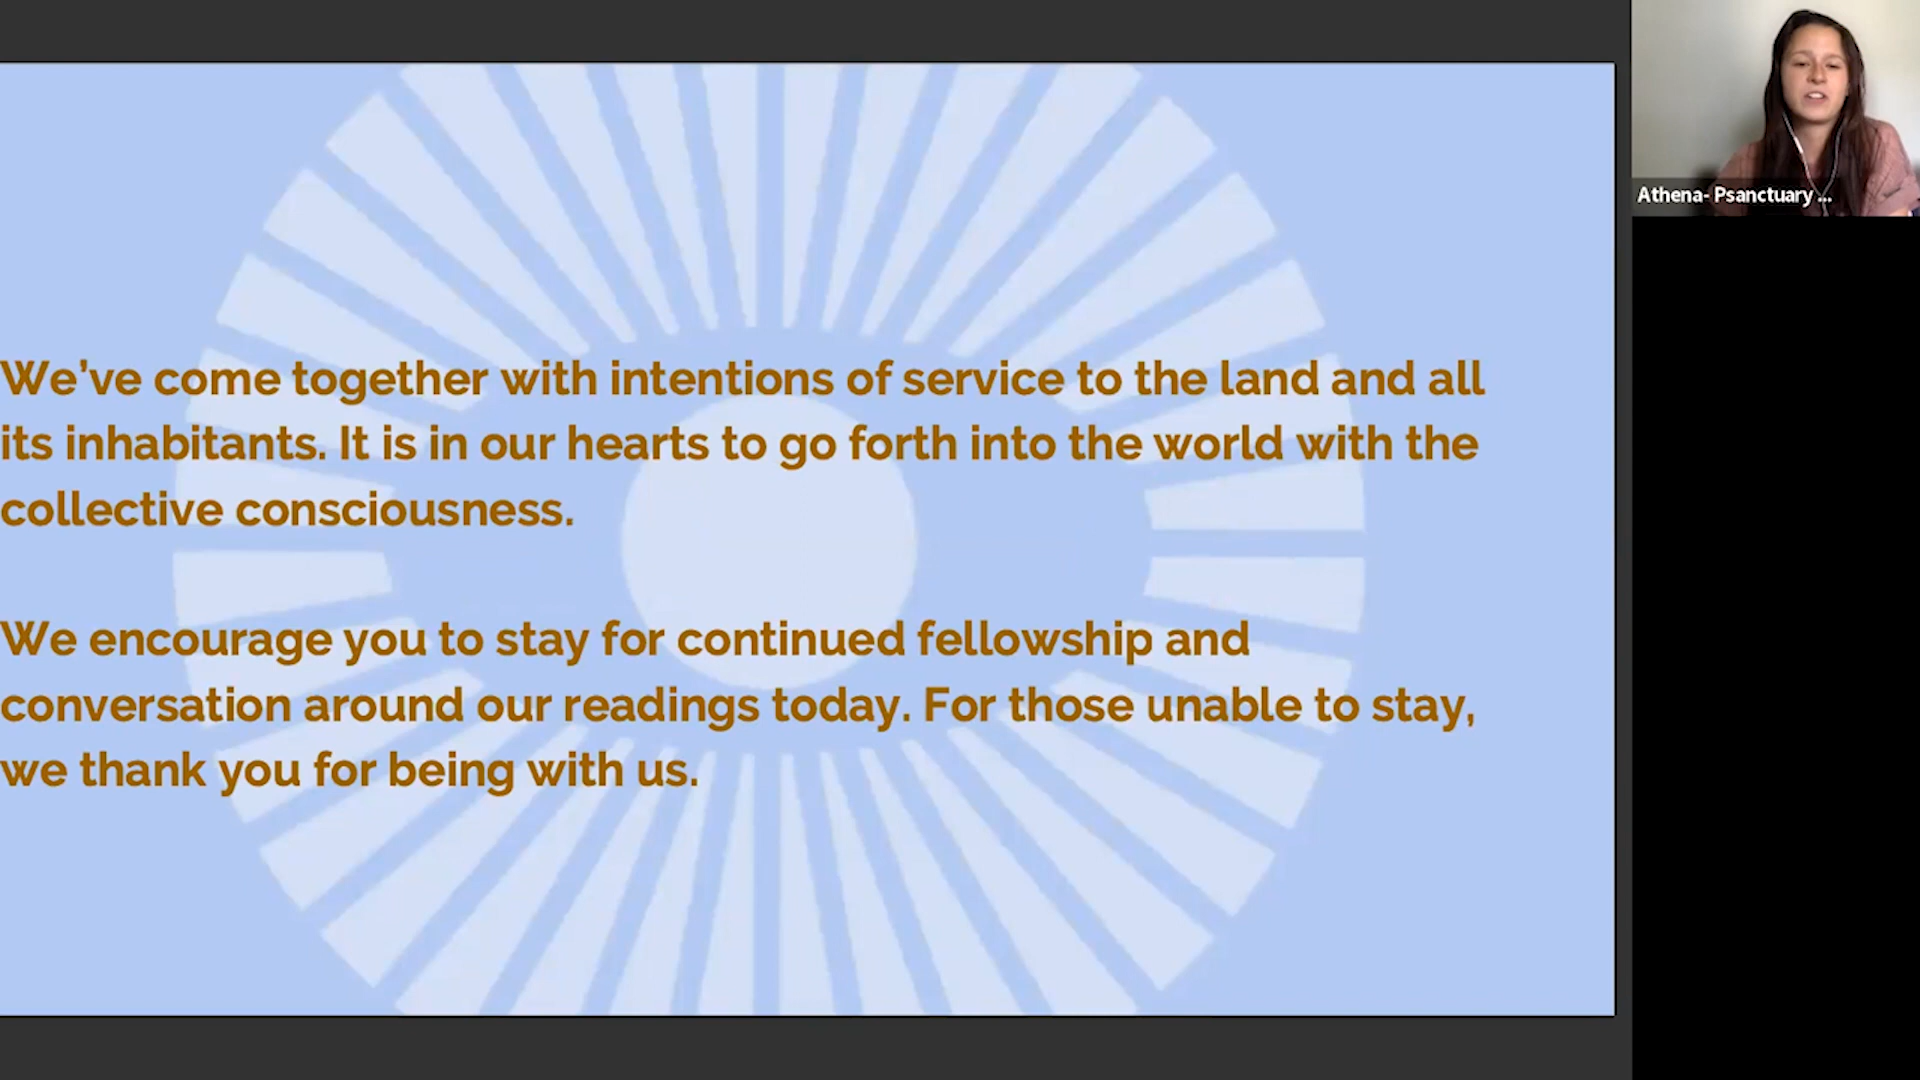 We've come together with intentions of service to the land and all
its inhabitants. It is in our hearts to go forth into the world with the
collective consciousness.
We encourage you to stay for continued fellowship and
conversation around our readings today. For those unable to stay,
we thank you for being with us.
Athena- Psanctuary ...